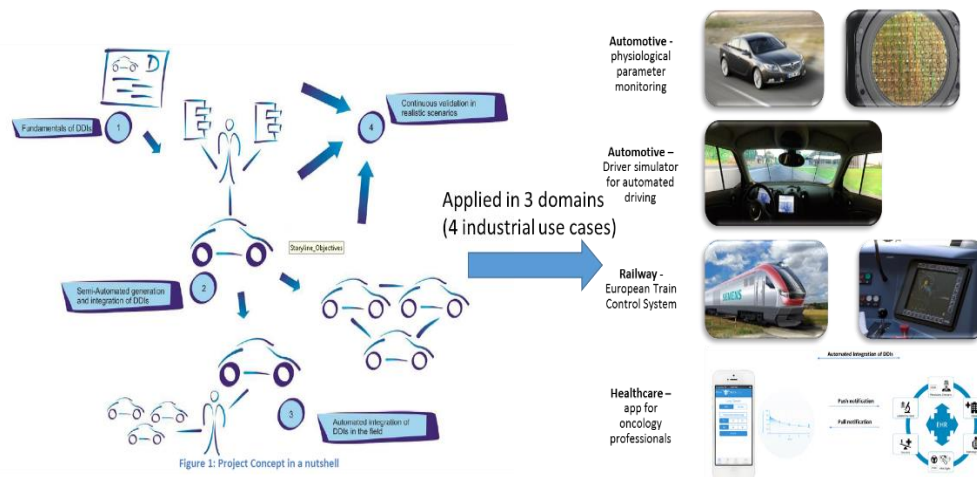 D
Fundamentals of DDIs
1
4
Continuous validation in
realistic scenarios
Storyline_Objectives
Semi-Automated generation
and integration of DDIs
2
3
Automated integration of
DDIs in the field
Figure 1: Project Concept in a nutshell
Applied in 3 domains
(4 industrial use cases)
Automotive -
physiological
parameter
monitoring
Automotive –
Driver simulator
for automated
driving
Railway -
European Train
Control System
SIEMENS
Healthcare –
app for
oncology
professionals
Automated integration of DDIs
Push notification
Pull notification
EHR